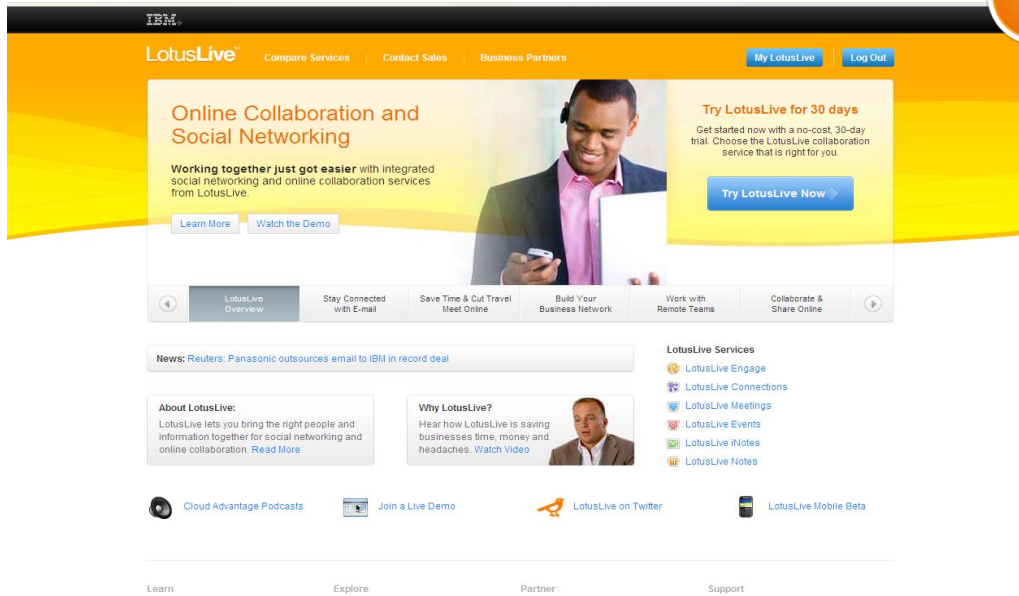 IBM
LotusLive™
Compare Services
Contact Sales
Business Partners
My LotusLive
Log Out
Online Collaboration and
Social Networking
Working together just got easier with integrated
social networking and online collaboration services
from LotusLive.
Learn More
Watch the Demo
Try LotusLive for 30 days
Get started now with a no-cost, 30-day
trial. Choose the LotusLive collaboration
service that is right for you.
Try LotusLive Now
LotusLive
Overview
Stay Connected
with E-mail
Save Time & Cut Travel
Meet Online
Build Your
Business Network
Work with
Remote Teams
Collaborate &
Share Online
News: Reuters: Panasonic outsources email to IBM in record deal
About LotusLive:
LotusLive lets you bring the right people and
information together for social networking and
online collaboration. Read More
Why LotusLive?
Hear how LotusLive is saving
businesses time, money and
headaches. Watch Video
LotusLive Services
LotusLive Engage
LotusLive Connections
LotusLive Meetings
LotusLive Events
LotusLive iNotes
LotusLive Notes
Cloud Advantage Podcasts
Join a Live Demo
LotusLive on Twitter
LotusLive Mobile Beta
Learn
Explore
Partner
Support